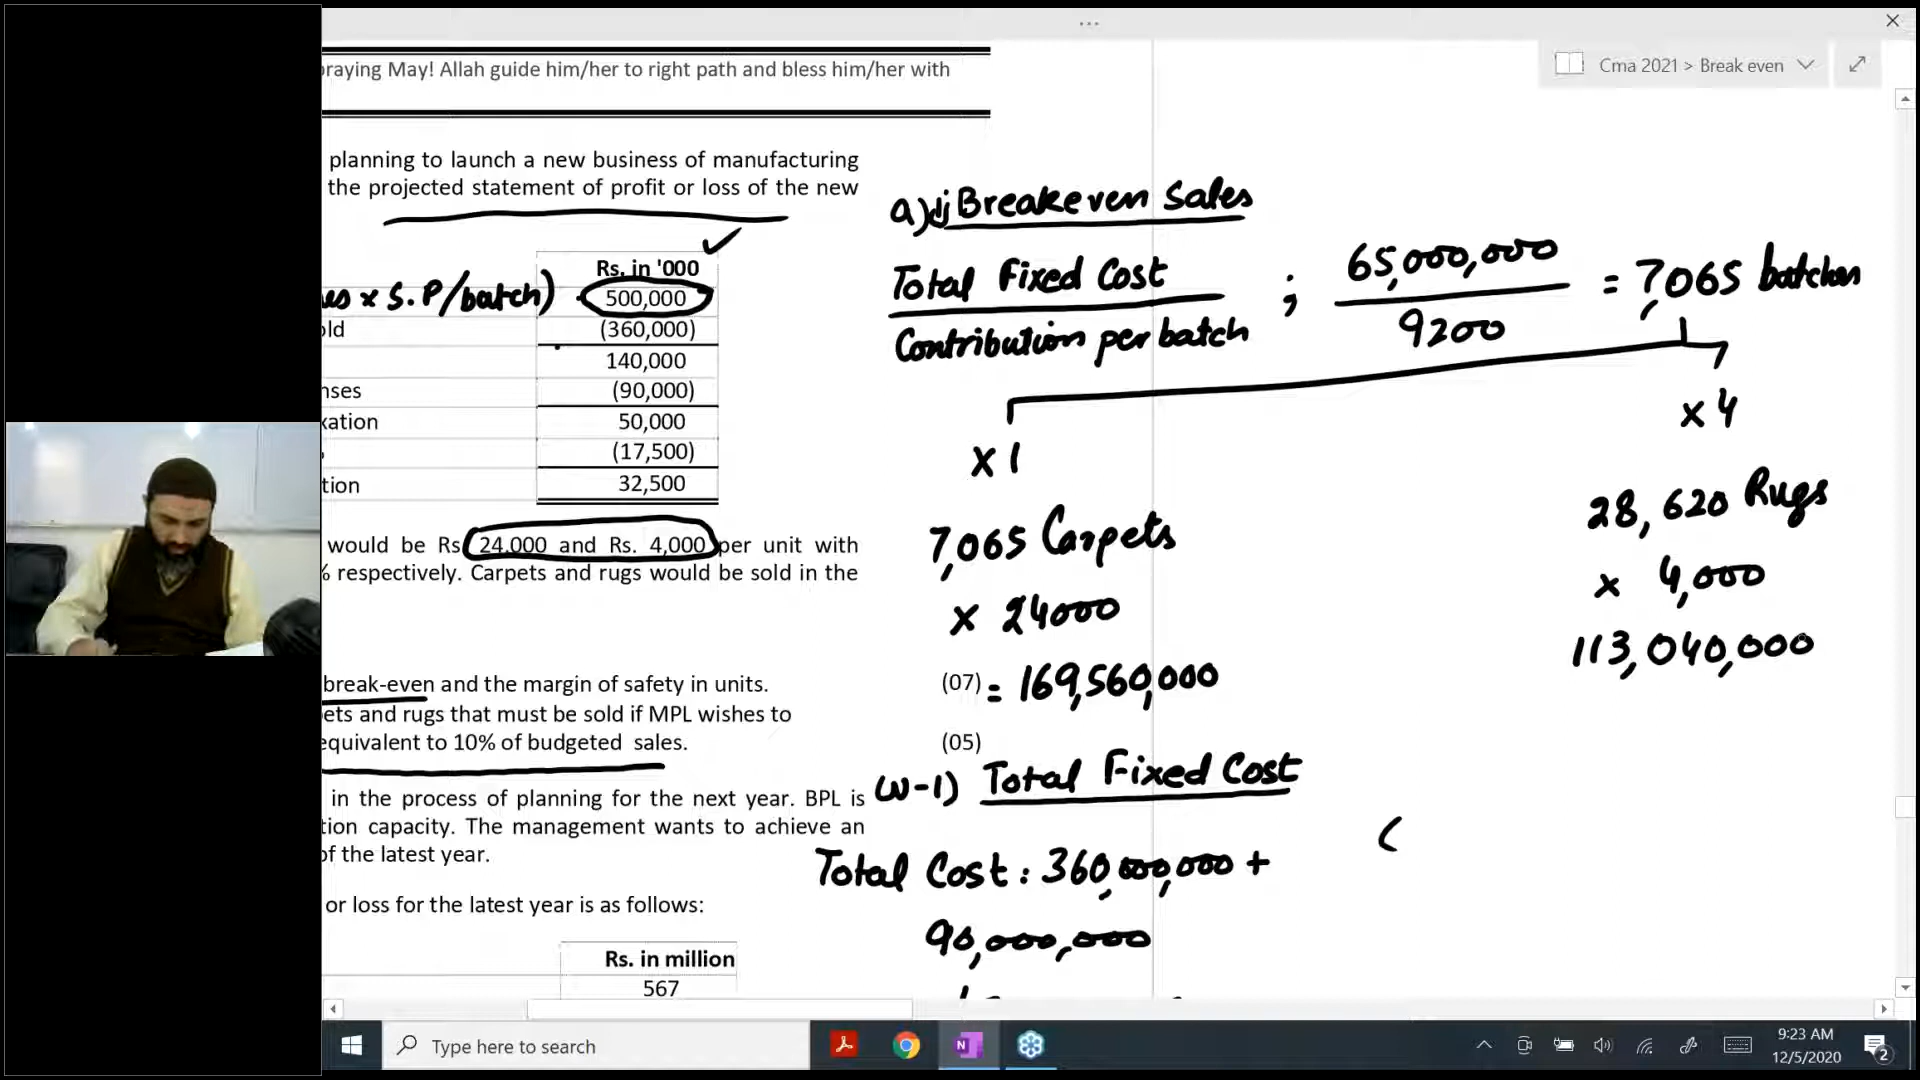 Cma 2021 > Break even
praying May! Allah guide him/her to right path and bless him/her with
planning to launch a new business of manufacturing
the projected statement of profit or loss of the new
Rs. in '000
x S.P/batch) 500,000
(360,000)
140,000
(90,000)
50,000
(17,500)
32,500
would be Rs. 24,000 and Rs. 4,000 per unit with
% respectively. Carpets and rugs would be sold in the
break-even and the margin of safety in units. (07)
and rugs that must be sold if MPL wishes to
equivalent to 10% of budgeted sales. (05)
in the process of planning for the next year. BPL is
capacity. The management wants to achieve an
of the latest year.
or loss for the latest year is as follows:
Rs. in million
567
a)i) Breakeven Sales
Total Fixed Cost
Contribution per batch
; 65,000,000
9200
= 7,065 batches
x 1
x 4
7,065 Carpets
x 24000
= 169,560,000
28,620 Rugs
x 4,000
113,040,000
(W-1) Total Fixed Cost
Total Cost : 360,000,000 +
90,000,000
(
Type here to search
9:23 AM
12/5/2020
2